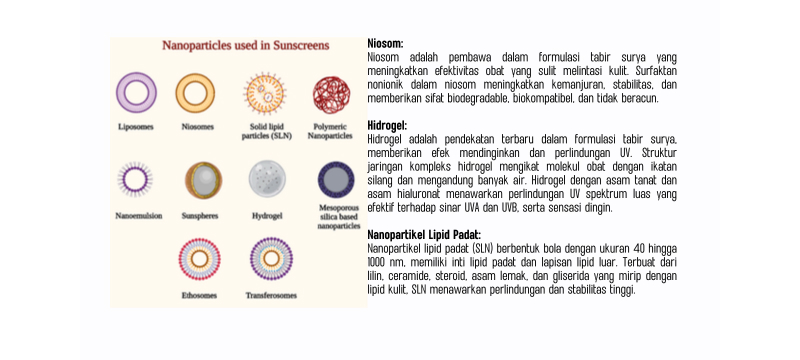 Nanoparticles used in Sunscreens
Liposomes
Niosomes
Solid lipid
particles (SLN)
Polymeric
Nanoparticles
Nanoemulsion
Sunspheres
Hydrogel
Mesoporous
silica based
nanoparticles
Ethosomes
Transferosomes
Niosom:
Niosom adalah pembawa dalam formulasi tabir surya yang
meningkatkan efektivitas obat yang sulit melintasi kulit. Surfaktan
nonionik dalam niosom meningkatkan kemanjuran, stabilitas, dan
memberikan sifat biodegradable, biokompatibel, dan tidak beracun.
Hidrogel:
Hidrogel adalah pendekatan terbaru dalam formulasi tabir surya,
memberikan efek mendinginkan dan perlindungan UV. Struktur
jaringan kompleks hidrogel mengikat molekul obat dengan ikatan
silang dan mengandung banyak air. Hidrogel dengan asam tanat dan
asam hialuronat menawarkan perlindungan UV spektrum luas yang
efektif terhadap sinar UVA dan UVB, serta sensasi dingin.
Nanopartikel Lipid Padat:
Nanopartikel lipid padat (SLN) berbentuk bola dengan ukuran 40 hingga
1000 nm, memiliki inti lipid padat dan lapisan lipid luar. Terbuat dari
lilin, ceramide, steroid, asam lemak, dan gliserida yang mirip dengan
lipid kulit, SLN menawarkan perlindungan dan stabilitas tinggi.